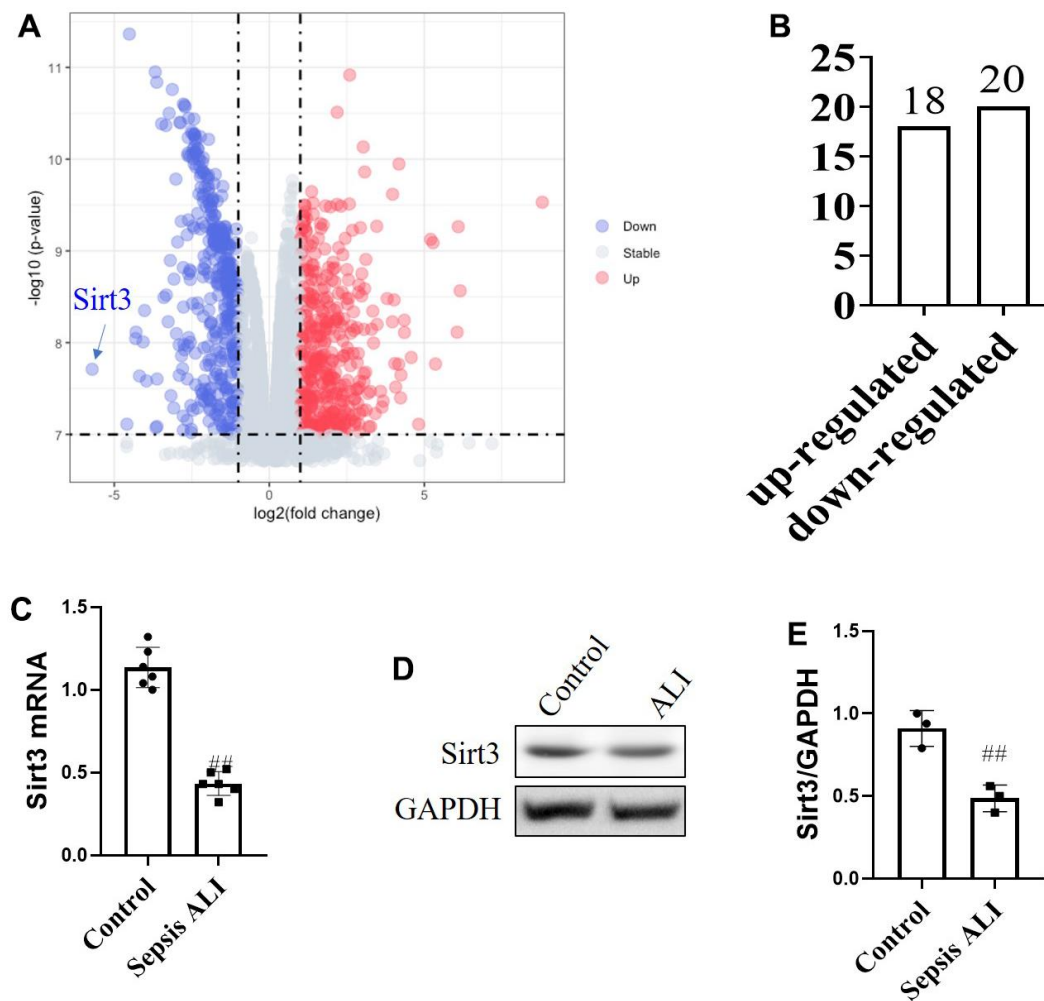 A
-log10 (p-value)
11
10
9
8
7
Sirt3
-5
0
5
log2(fold change)
Down
Stable
Up
B
25
20
15
10
5
0
18
20
up-regulated
down-regulated
C
Sirt3 mRNA
1.5
1.0
0.5
0.0
##
Control
Sepsis ALI
D
Control
ALI
Sirt3
GAPDH
E
Sirt3/GAPDH
1.5
1.0
0.5
0.0
##
Control
Sepsis ALI